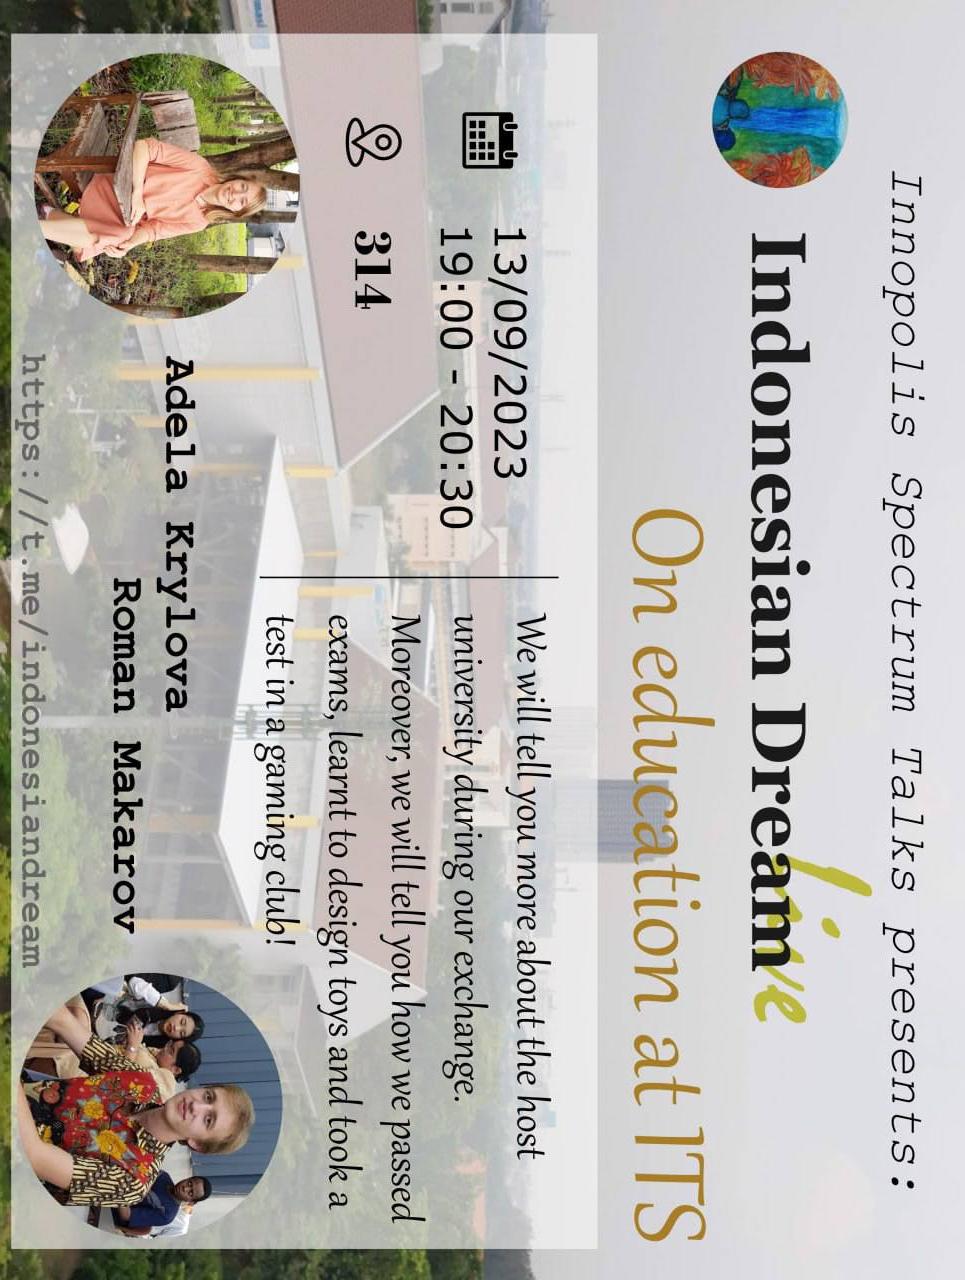 Innopolis Spectrum Talks presents:
Indonesian Dream
Live
On education at ITS
13/09/2023
19:00 - 20:30
314
We will tell you more about the host
university during our exchange.
Moreover, we will tell you how we passed
exams, learnt to design toys and took a
test in a gaming club!
Adela Krylova
Roman Makarov
https://t.me/indonesiandream